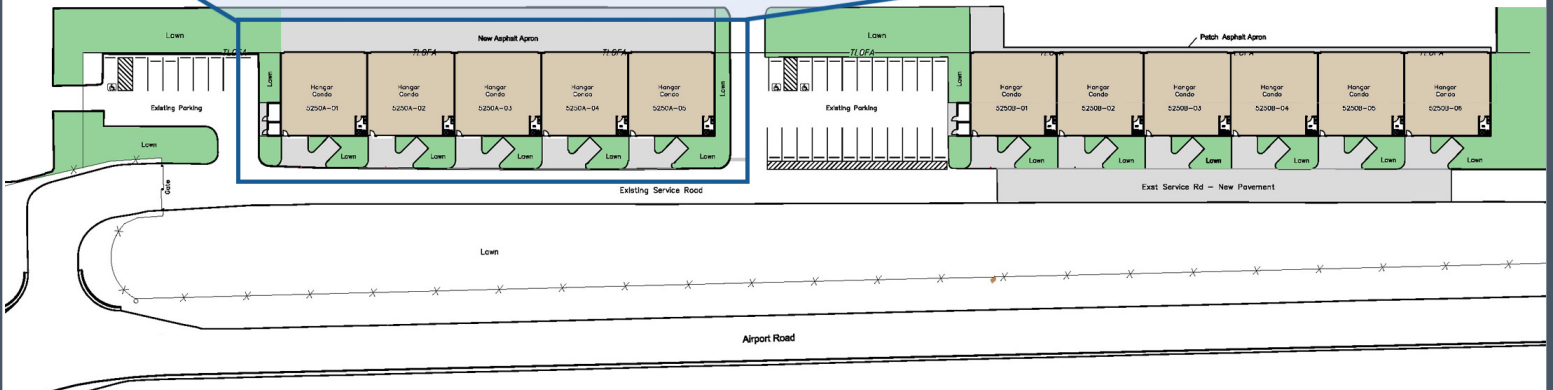 Lawn
New Asphalt Apron
Lawn
Patch Asphalt Apron
TLOFA
TLOFA
TLOFA
TLOFA
TLOFA
TLOFA
Lawn
Lawn
Lawn
Hangar
Condo
5250A-01
Hangar
Condo
5250A-02
Hangar
Condo
5250A-03
Hangar
Condo
5250A-04
Hangar
Condo
5250A-05
Hangar
Condo
5250B-01
Hangar
Condo
5250B-02
Hangar
Condo
5250B-03
Hangar
Condo
5250B-04
Hangar
Condo
5250B-05
Hangar
Condo
5250B-06
Existing Parking
Existing Parking
Lawn
Lawn
Lawn
Lawn
Lawn
Lawn
Lawn
Lawn
Lawn
Lawn
Lawn
Lawn
Gate
Existing Service Road
Exst Service Rd - New Pavement
Lawn
Airport Road